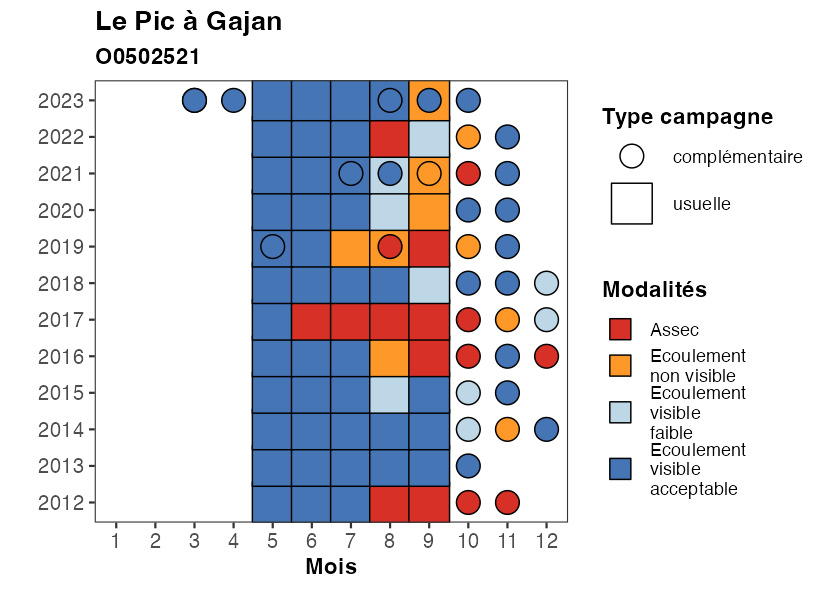 Le Pic à Gajan
O0502521
2023
2022
2021
2020
2019
2018
2017
2016
2015
2014
2013
2012
1 2 3 4 5 6 7 8 9 10 11 12
Mois
Type campagne
complémentaire
usuelle
Modalités
Assec
Ecoulement
non visible
Ecoulement
visible
faible
Ecoulement
visible
acceptable